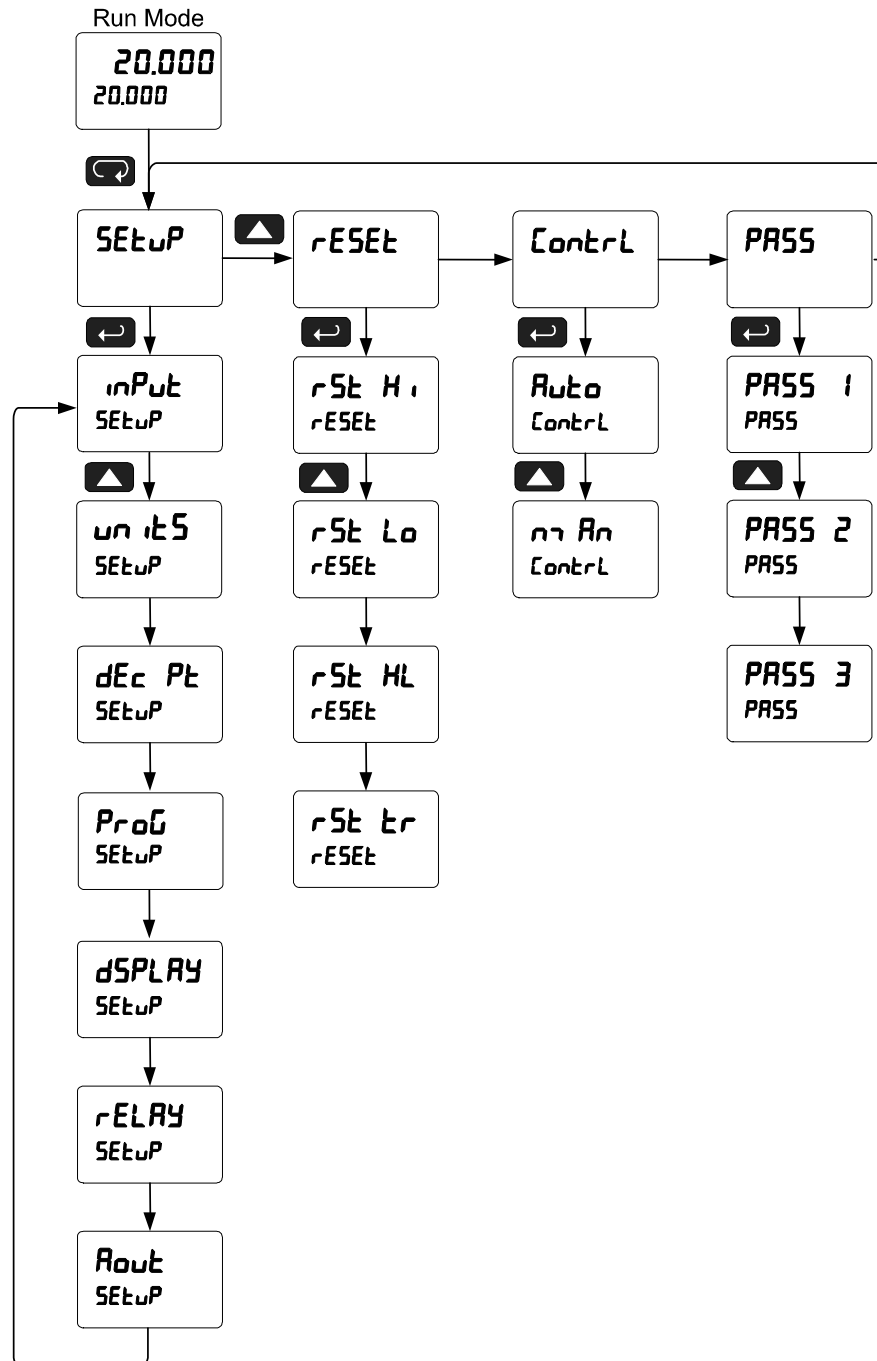 Run Mode
20.000
20.000
SEtuP
rESEt
ContrL
PASS
inPut
SEtuP
rSt Hi
rESEt
Auto
ContrL
PASS 1
PASS
unitS
SEtuP
rSt Lo
rESEt
mAn
ContrL
PASS 2
PASS
dEc Pt
SEtuP
rSt HL
rESEt
PASS 3
PASS
ProG
SEtuP
rSt tr
rESEt
dSPLAY
SEtuP
rELAY
SEtuP
Aout
SEtuP